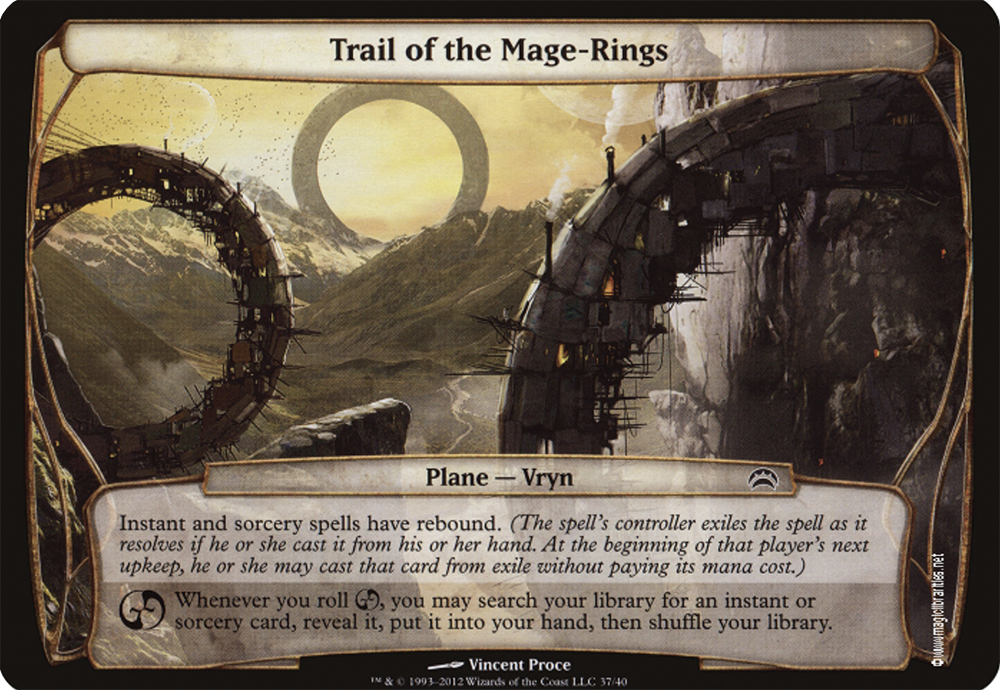 Trail of the Mage-Rings
Plane — Vryn
Instant and sorcery spells have rebound. (The spell's controller exiles the spell as it
resolves if he or she cast it from his or her hand. At the beginning of that player's next
upkeep, he or she may cast that card from exile without paying its mana cost.)
Whenever you roll , you may search your library for an instant or
sorcery card, reveal it, put it into your hand, then shuffle your library.
Vincent Proce
™ & © 1993–2012 Wizards of the Coast LLC 37/40
© www.magiclibrarities.net